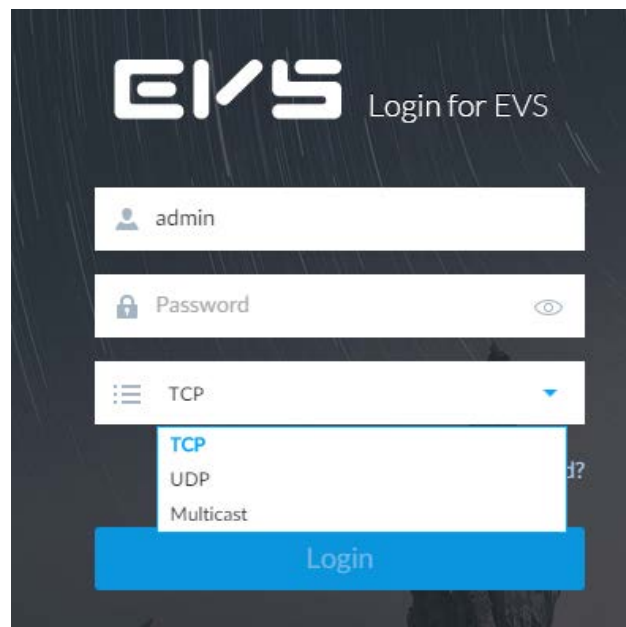 EVS Login for EVS
admin
Password
TCP
TCP
UDP
d?
Multicast
Login